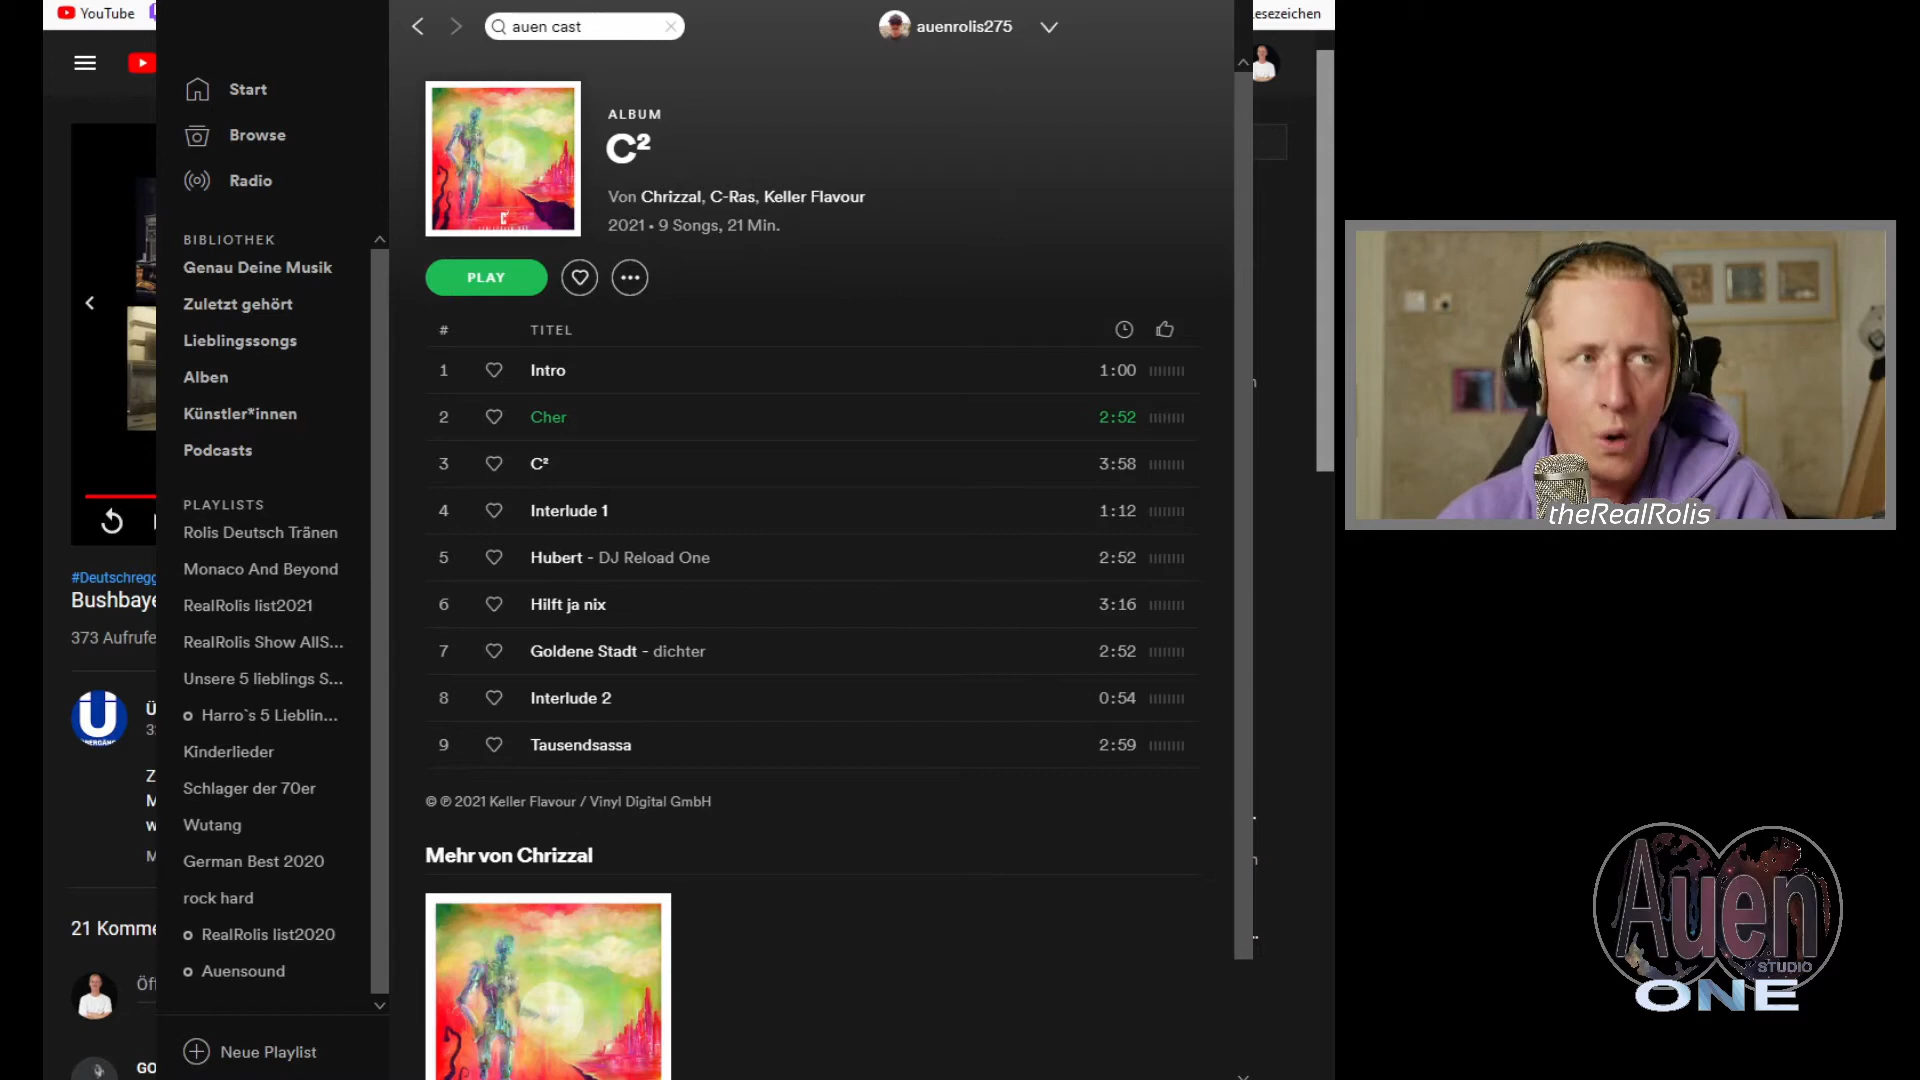 YouTube
Start
Browse
Radio
BIBLIOTHEK
Genau Deine Musik
Zuletzt gehört
Lieblingssongs
Alben
Künstler*innen
Podcasts
PLAYLISTS
Rolis Deutsch Tränen
Monaco And Beyond
RealRolis list2021
RealRolis Show AllS...
Unsere 5 lieblings S...
Harro`s 5 Lieblin...
Kinderlieder
Schlager der 70er
Wutang
German Best 2020
rock hard
RealRolis list2020
Auensound
Neue Playlist
#Deutschregg
Bushbaye
373 Aufrufe
21 Komme
GO
auen cast
auenrolis275
esezeichen
ALBUM
C²
Von Chrizzal, C-Ras, Keller Flavour
2021 • 9 Songs, 21 Min.
PLAY
# TITEL
1 Intro 1:00
2 Cher 2:52
3 C² 3:58
4 Interlude 1 1:12
5 Hubert - DJ Reload One 2:52
6 Hilft ja nix 3:16
7 Goldene Stadt - dichter 2:52
8 Interlude 2 0:54
9 Tausendsassa 2:59
© ℗ 2021 Keller Flavour / Vinyl Digital GmbH
Mehr von Chrizzal
theRealRolis
Auen
STUDIO
ONE